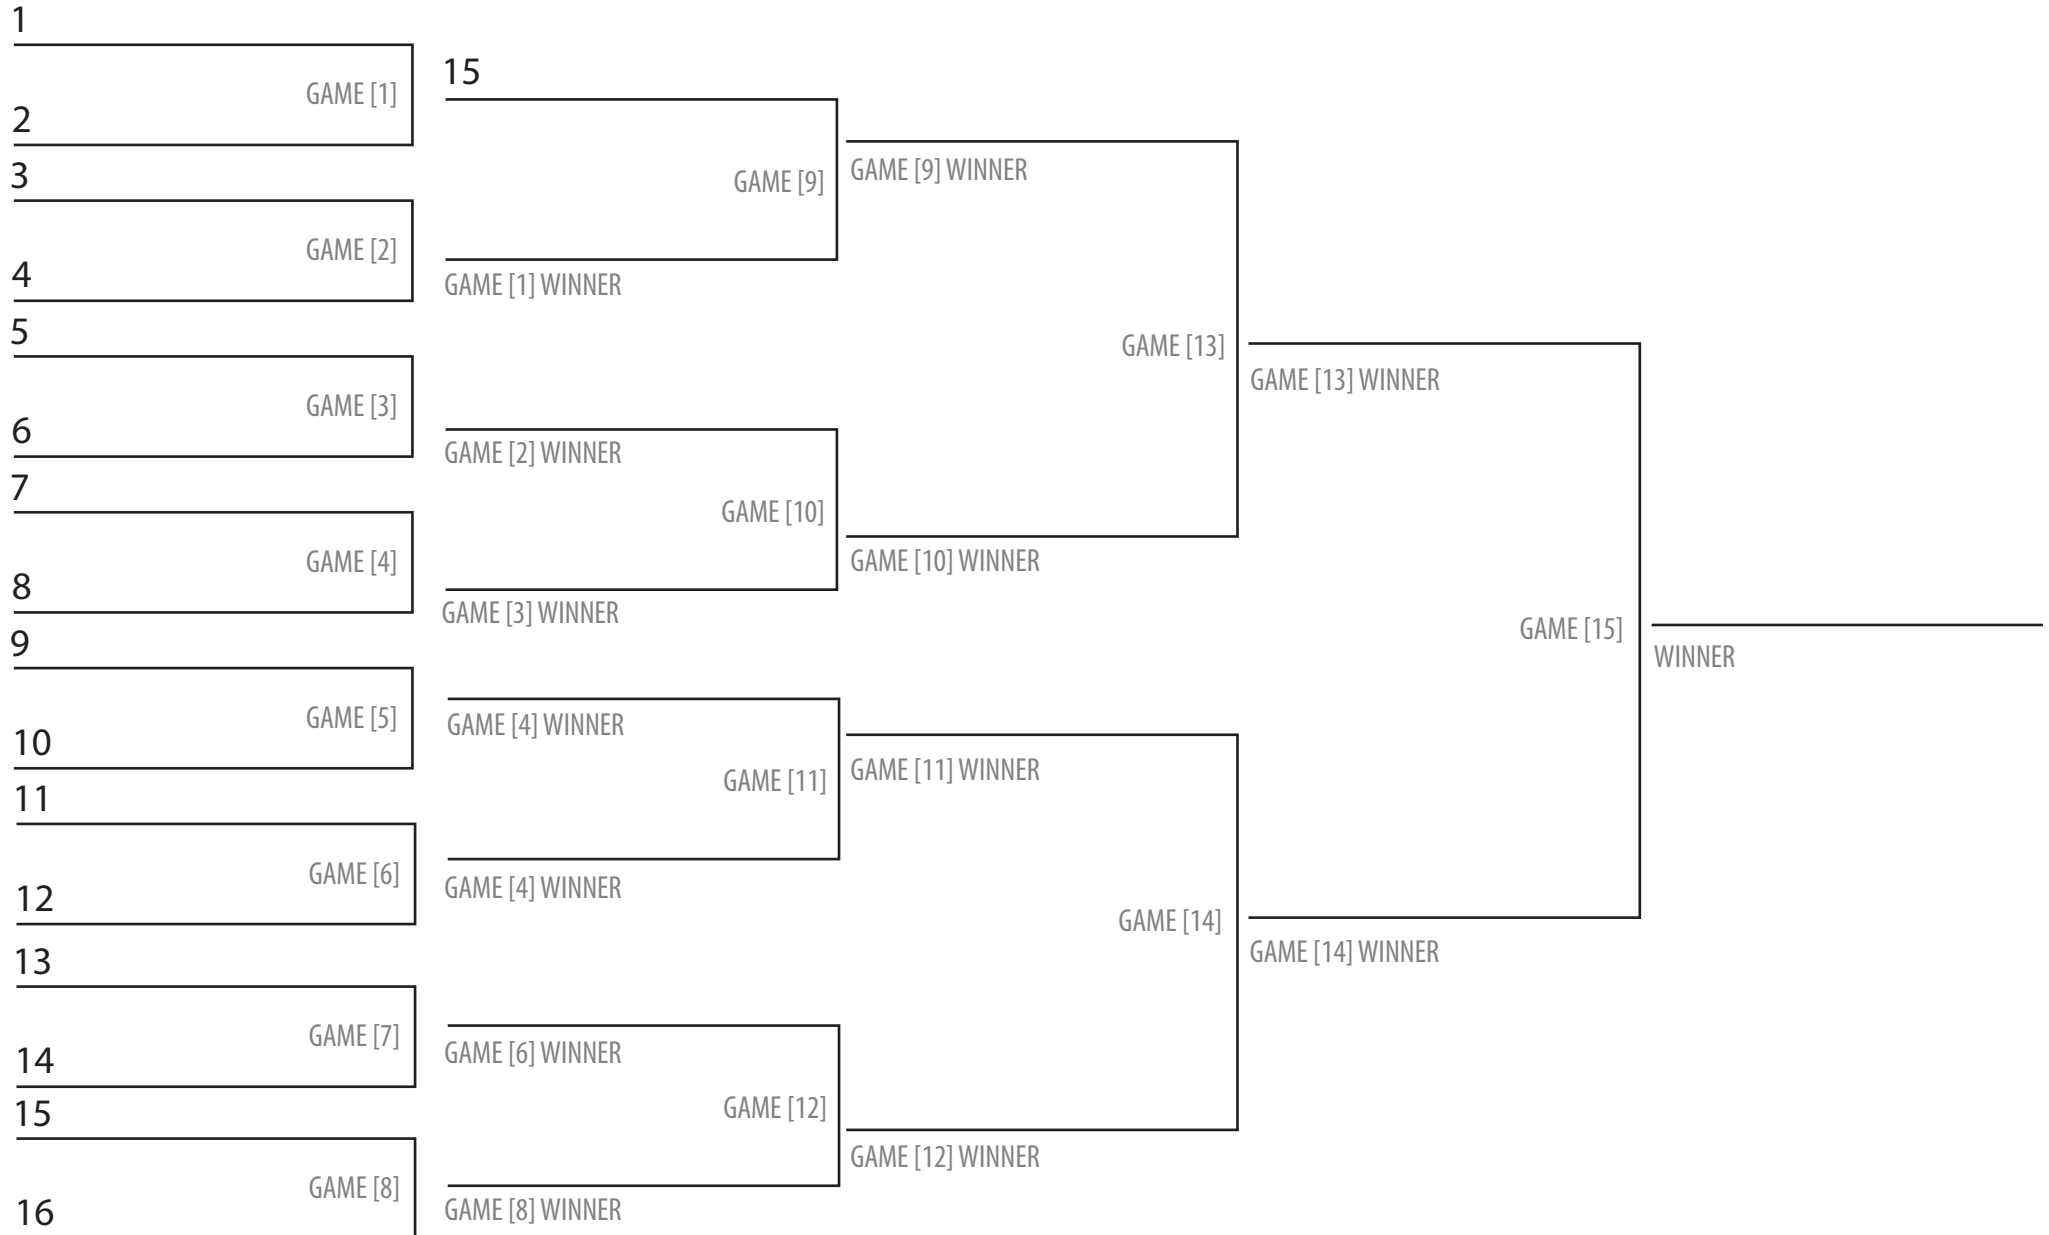 1
GAME [1]
2
3
GAME [2]
4
5
GAME [3]
6
7
GAME [4]
8
9
GAME [5]
10
11
GAME [6]
12
13
GAME [7]
14
15
GAME [8]
16
15
GAME [9]
GAME [1] WINNER
GAME [2] WINNER
GAME [10]
GAME [3] WINNER
GAME [4] WINNER
GAME [11]
GAME [4] WINNER
GAME [6] WINNER
GAME [12]
GAME [8] WINNER
GAME [9] WINNER
GAME [13]
GAME [10] WINNER
GAME [11] WINNER
GAME [14]
GAME [12] WINNER
GAME [13] WINNER
GAME [15]
GAME [14] WINNER
WINNER